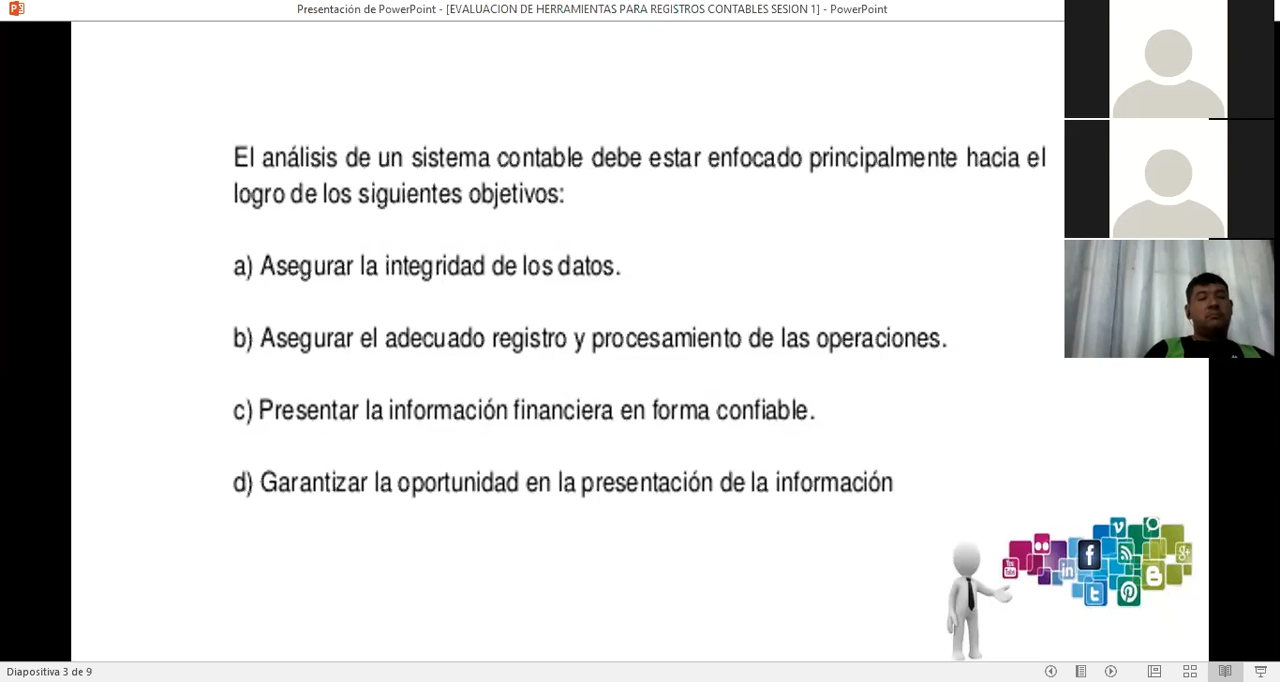 Presentación de PowerPoint - [EVALUACION DE HERRAMIENTAS PARA REGISTROS CONTABLES SESION 1] - PowerPoint
El análisis de un sistema contable debe estar enfocado principalmente hacia el
logro de los siguientes objetivos:
a) Asegurar la integridad de los datos.
b) Asegurar el adecuado registro y procesamiento de las operaciones.
c) Presentar la información financiera en forma confiable.
d) Garantizar la oportunidad en la presentación de la información
Diapositiva 3 de 9